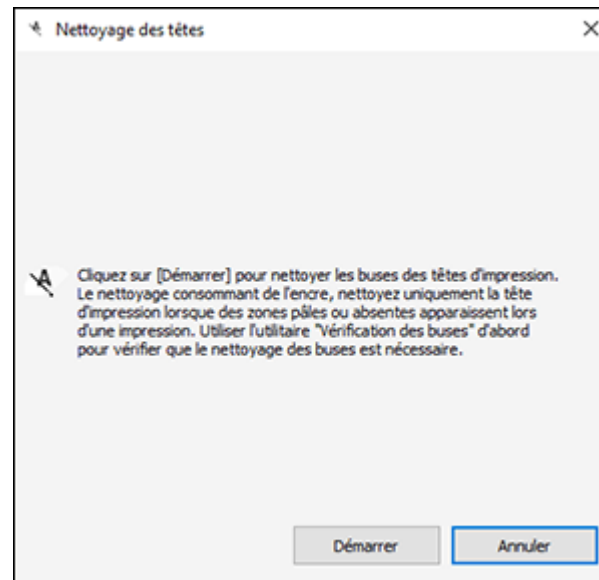 Nettoyage des têtes
Cliquez sur [Démarrer] pour nettoyer les buses des têtes d'impression.
Le nettoyage consommant de l'encre, nettoyez uniquement la tête
d'impression lorsque des zones pâles ou absentes apparaissent lors
d'une impression. Utiliser l'utilitaire "Vérification des buses" d'abord
pour vérifier que le nettoyage des buses est nécessaire.
Démarrer
Annuler